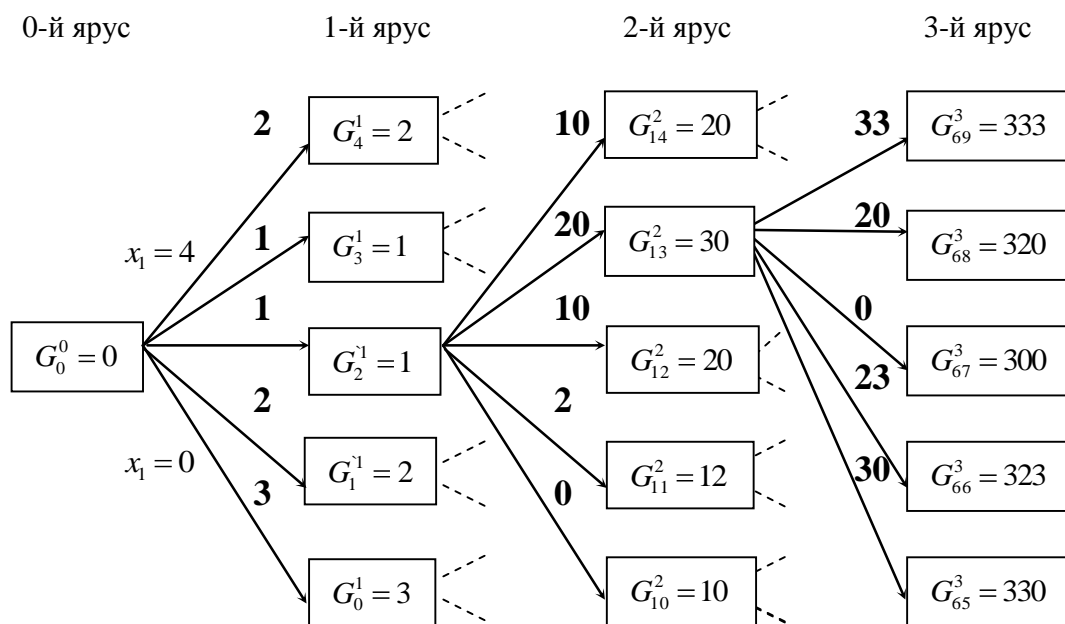 0-й ярус 1-й ярус 2-й ярус 3-й ярус
2 G_4^1 = 2 10 G_14^2 = 20 33 G_69^3 = 333
x_1 = 4 1 G_3^1 = 1 20 G_13^2 = 30 20 G_68^3 = 320
G_0^0 = 0 1 G_2^`1 = 1 10 G_12^2 = 20 0 G_67^3 = 300
x_1 = 0 2 G_1^`1 = 2 2 G_11^2 = 12 23 G_66^3 = 323
3 G_0^1 = 3 0 G_10^2 = 10 30 G_65^3 = 330